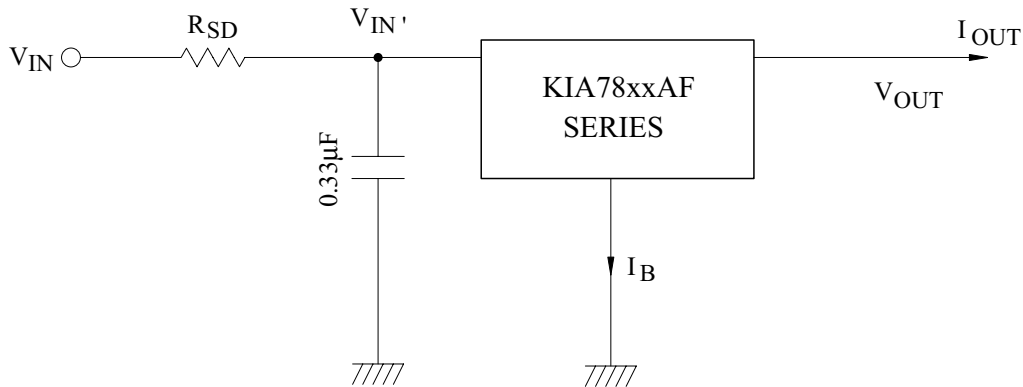 V_IN
R_SD
V_IN'
KIA78xxAF
SERIES
I_OUT
V_OUT
0.33μF
I_B